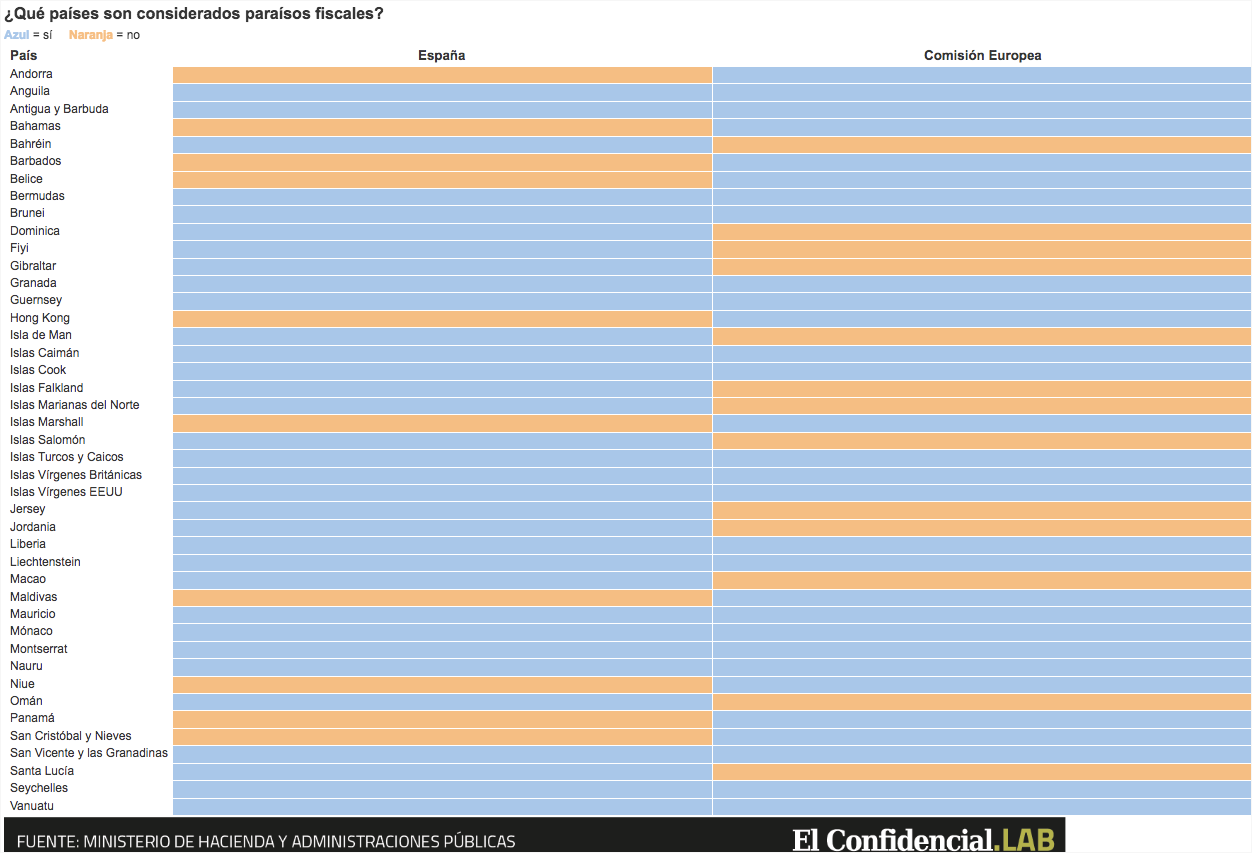 ¿Qué países son considerados paraísos fiscales?
Azul = sí Naranja = no
País España Comisión Europea
Andorra
Anguila
Antigua y Barbuda
Bahamas
Bahréin
Barbados
Belice
Bermudas
Brunei
Dominica
Fiyi
Gibraltar
Granada
Guernsey
Hong Kong
Isla de Man
Islas Caimán
Islas Cook
Islas Falkland
Islas Marianas del Norte
Islas Marshall
Islas Salomón
Islas Turcos y Caicos
Islas Vírgenes Británicas
Islas Vírgenes EEUU
Jersey
Jordania
Liberia
Liechtenstein
Macao
Maldivas
Mauricio
Mónaco
Montserrat
Nauru
Niue
Omán
Panamá
San Cristóbal y Nieves
San Vicente y las Granadinas
Santa Lucía
Seychelles
Vanuatu
FUENTE: MINISTERIO DE HACIENDA Y ADMINISTRACIONES PÚBLICAS El Confidencial.LAB